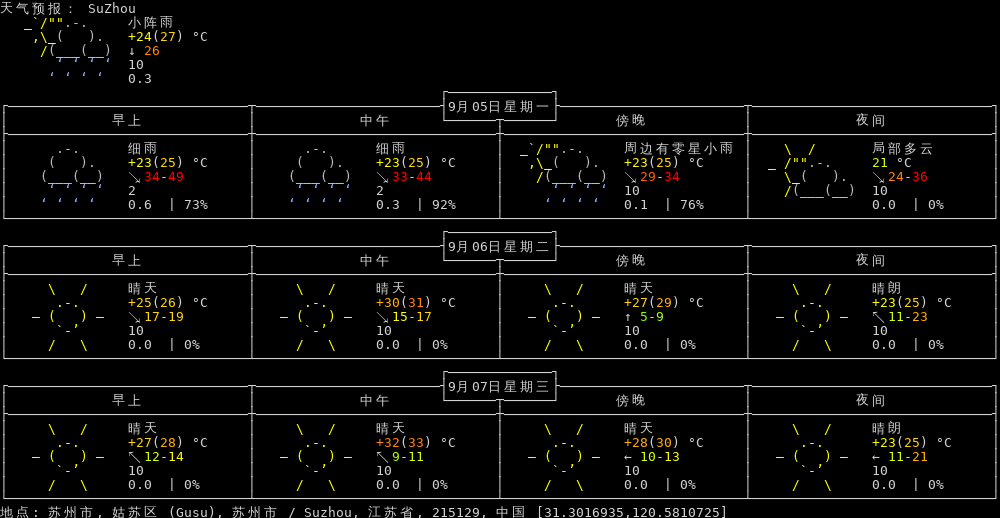 天气预报： SuZhou
小阵雨
+24(27) °C
↓ 26
10
0.3
9月05日星期一
早上 中午 傍晚 夜间
细雨 细雨 周边有零星小雨 局部多云
+23(25) °C +23(25) °C +23(25) °C 21 °C
↘ 34-49 ↘ 33-44 ↘ 29-34 ↘ 24-36
2 2 10 10
0.6 | 73% 0.3 | 92% 0.1 | 76% 0.0 | 0%
9月06日星期二
早上 中午 傍晚 夜间
晴天 晴天 晴天 晴朗
+25(26) °C +30(31) °C +27(29) °C +23(25) °C
↘ 17-19 ↘ 15-17 ↑ 5-9 ↖ 11-23
10 10 10 10
0.0 | 0% 0.0 | 0% 0.0 | 0% 0.0 | 0%
9月07日星期三
早上 中午 傍晚 夜间
晴天 晴天 晴天 晴朗
+27(28) °C +32(33) °C +28(30) °C +23(25) °C
↖ 12-14 ↖ 9-11 ← 10-13 ← 11-21
10 10 10 10
0.0 | 0% 0.0 | 0% 0.0 | 0% 0.0 | 0%
地点: 苏州市, 姑苏区 (Gusu), 苏州市 / Suzhou, 江苏省, 215129, 中国 [31.3016935,120.5810725]